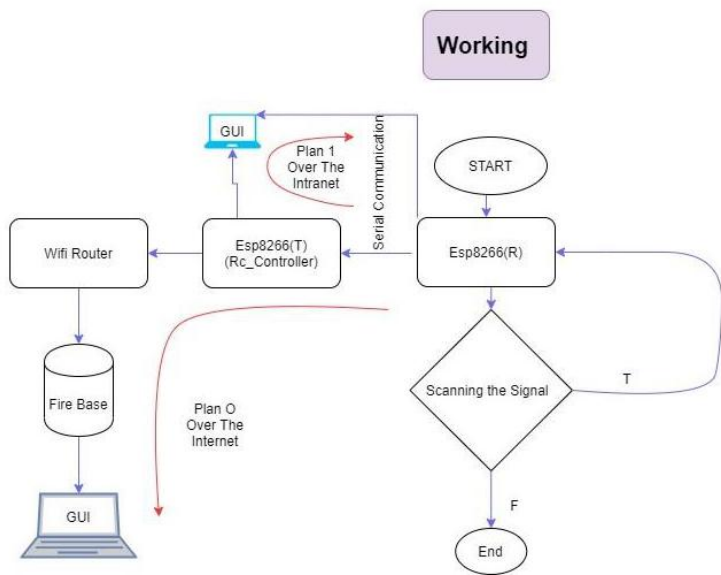 Working
GUI
Plan 1
Over The
Intranet
Serial Communication
START
Wifi Router
Esp8266(T)
(Rc_Controller)
Esp8266(R)
Fire Base
Scanning the Signal
T
Plan O
Over The
Internet
GUI
F
End